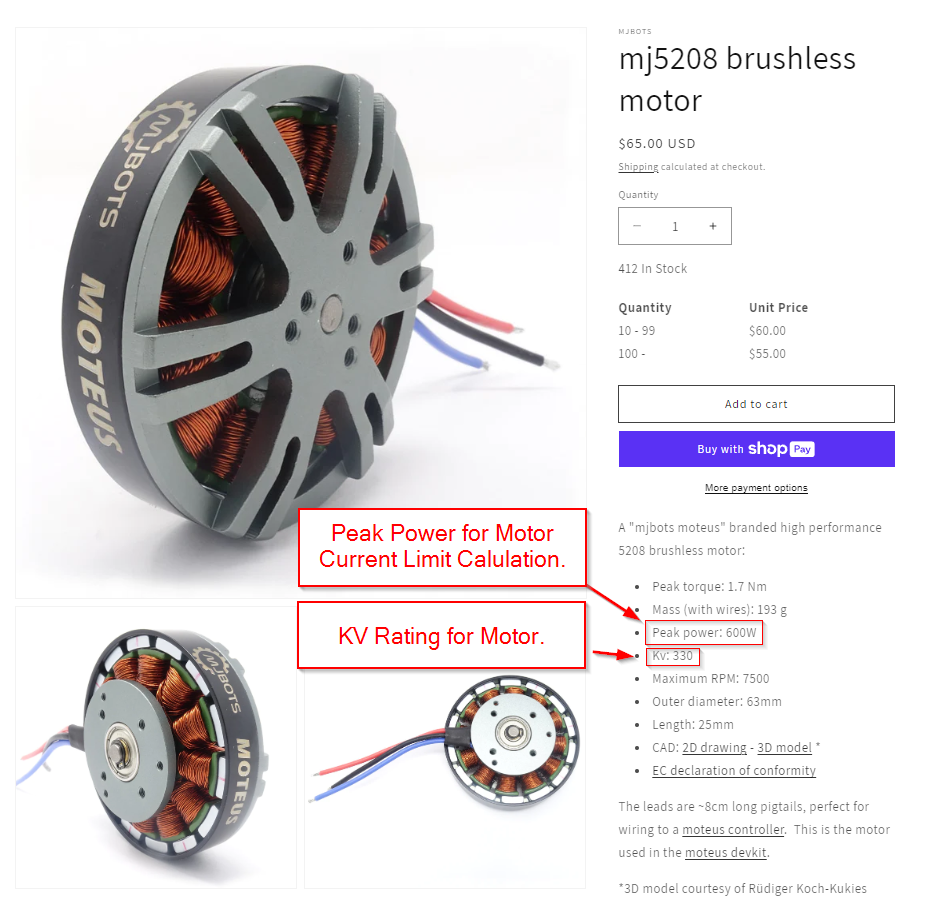 MJBOTS
MOTEUS
MJBOTS
MOTEUS
Peak Power for Motor
Current Limit Calulation.
KV Rating for Motor.
MJBOTS
mj5208 brushless
motor
$65.00 USD
Shipping calculated at checkout.
Quantity
− 1 +
412 In Stock
Quantity Unit Price
10 - 99 $60.00
100 - $55.00
Add to cart
Buy with shop Pay
More payment options
A "mjbots moteus" branded high performance
5208 brushless motor:
• Peak torque: 1.7 Nm
• Mass (with wires): 193 g
• Peak power: 600W
• Kv: 330
• Maximum RPM: 7500
• Outer diameter: 63mm
• Length: 25mm
• CAD: 2D drawing - 3D model *
• EC declaration of conformity
The leads are ~8cm long pigtails, perfect for
wiring to a moteus controller. This is the motor
used in the moteus devkit.
*3D model courtesy of Rüdiger Koch-Kukies